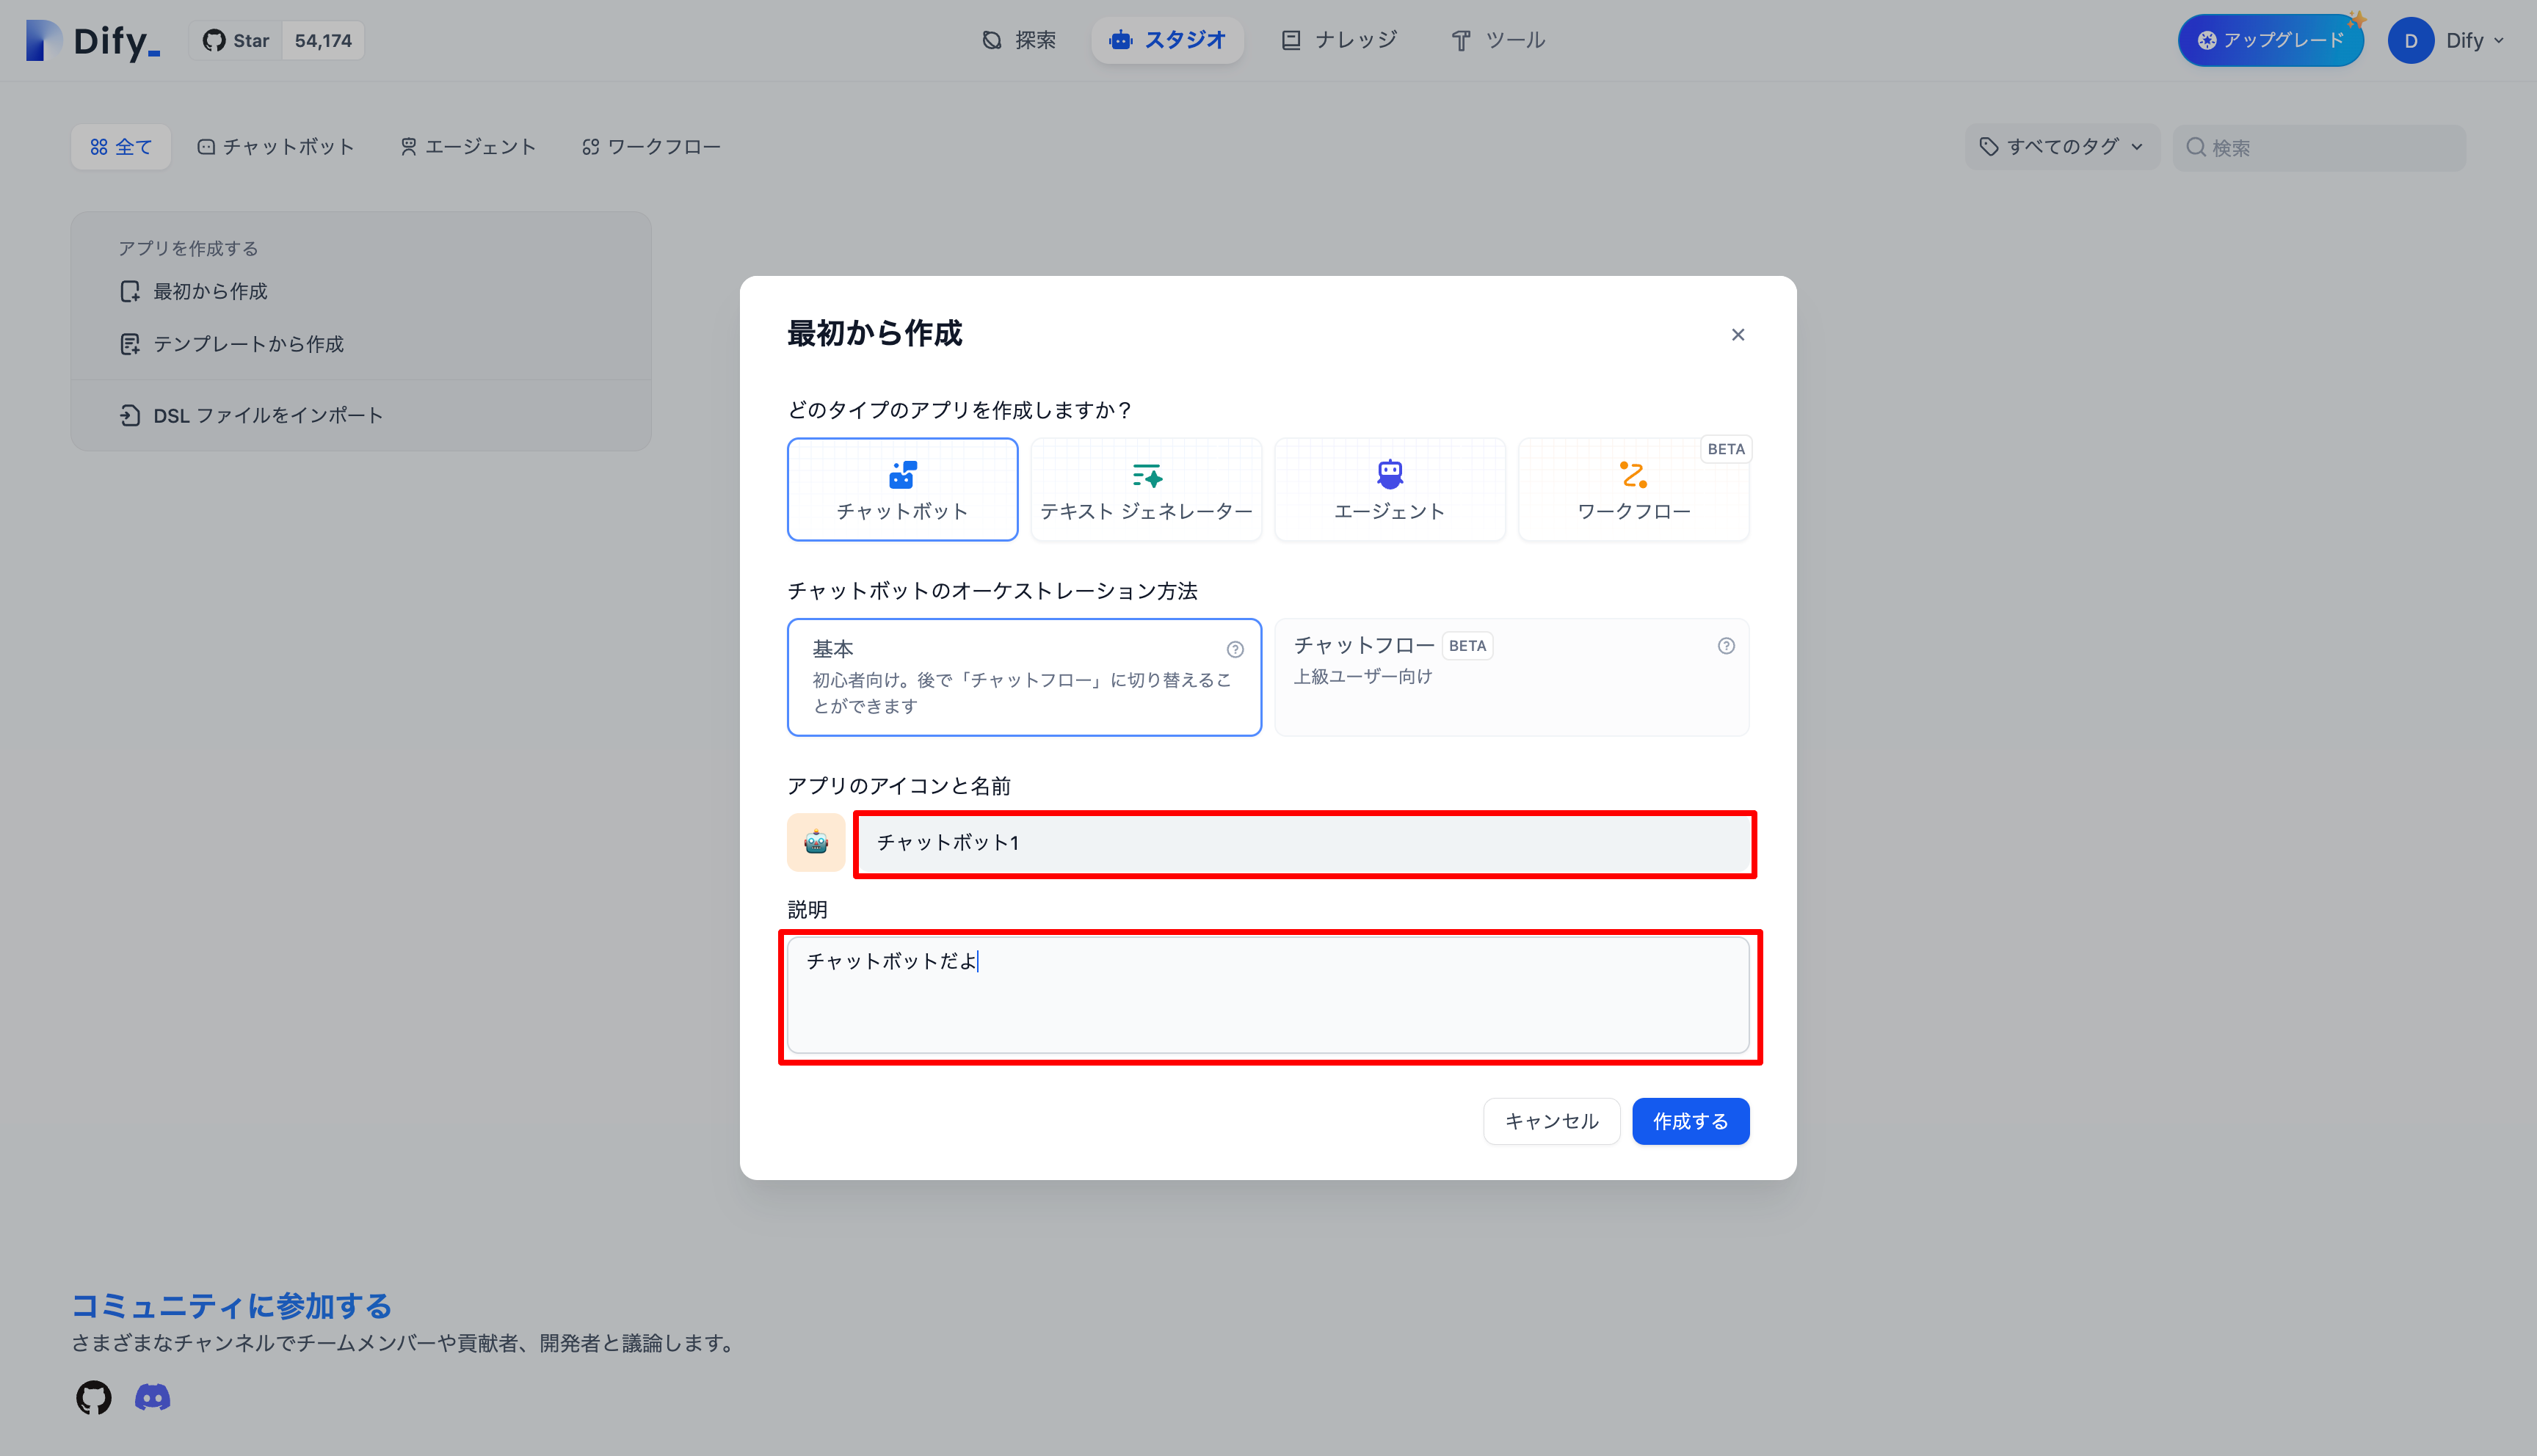 Dify_
Star 54,174
探索
スタジオ
ナレッジ
ツール
アップグレード
D
Dify
全て
チャットボット
エージェント
ワークフロー
すべてのタグ
検索
アプリを作成する
最初から作成
テンプレートから作成
DSL ファイルをインポート
最初から作成
どのタイプのアプリを作成しますか？
チャットボット
テキスト ジェネレーター
エージェント
BETA
ワークフロー
チャットボットのオーケストレーション方法
基本
初心者向け。後で「チャットフロー」に切り替えるこ
とができます
チャットフロー BETA
上級ユーザー向け
アプリのアイコンと名前
チャットボット1
説明
チャットボットだよ
キャンセル
作成する
コミュニティに参加する
さまざまなチャンネルでチームメンバーや貢献者、開発者と議論します。